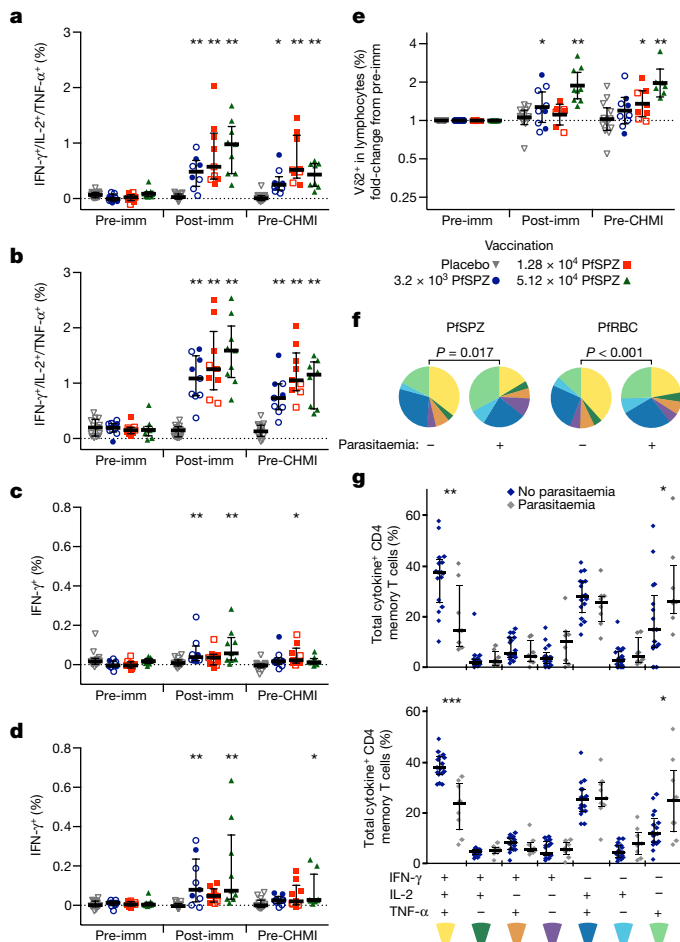 a
IFN-γ⁺/IL-2⁺/TNF-α⁺ (%)
3
2
1
0
** ** **
* ** **
Pre-imm Post-imm Pre-CHMI
b
IFN-γ⁺/IL-2⁺/TNF-α⁺ (%)
3
2
1
0
** ** **
** ** **
Pre-imm Post-imm Pre-CHMI
c
IFN-γ⁺ (%)
0.8
0.6
0.4
0.2
0
** **
*
Pre-imm Post-imm Pre-CHMI
d
IFN-γ⁺ (%)
0.8
0.6
0.4
0.2
0
** **
*
Pre-imm Post-imm Pre-CHMI
e
Vδ2⁺ in lymphocytes (%)
fold-change from pre-imm
4
2
1
0.5
0.25
* **
* **
Pre-imm Post-imm Pre-CHMI
Vaccination
Placebo 1.28 × 10⁴ PfSPZ
3.2 × 10³ PfSPZ 5.12 × 10⁴ PfSPZ
f
PfSPZ PfRBC
P = 0.017 P < 0.001
Parasitaemia – + – +
g
No parasitaemia
Parasitaemia
Total cytokine⁺ CD4
memory T cells (%)
60
40
20
0
** *
Total cytokine⁺ CD4
memory T cells (%)
60
40
20
0
*** *
IFN-γ + + + + – – –
IL-2 + + – – + + –
TNF-α + – + – + – +